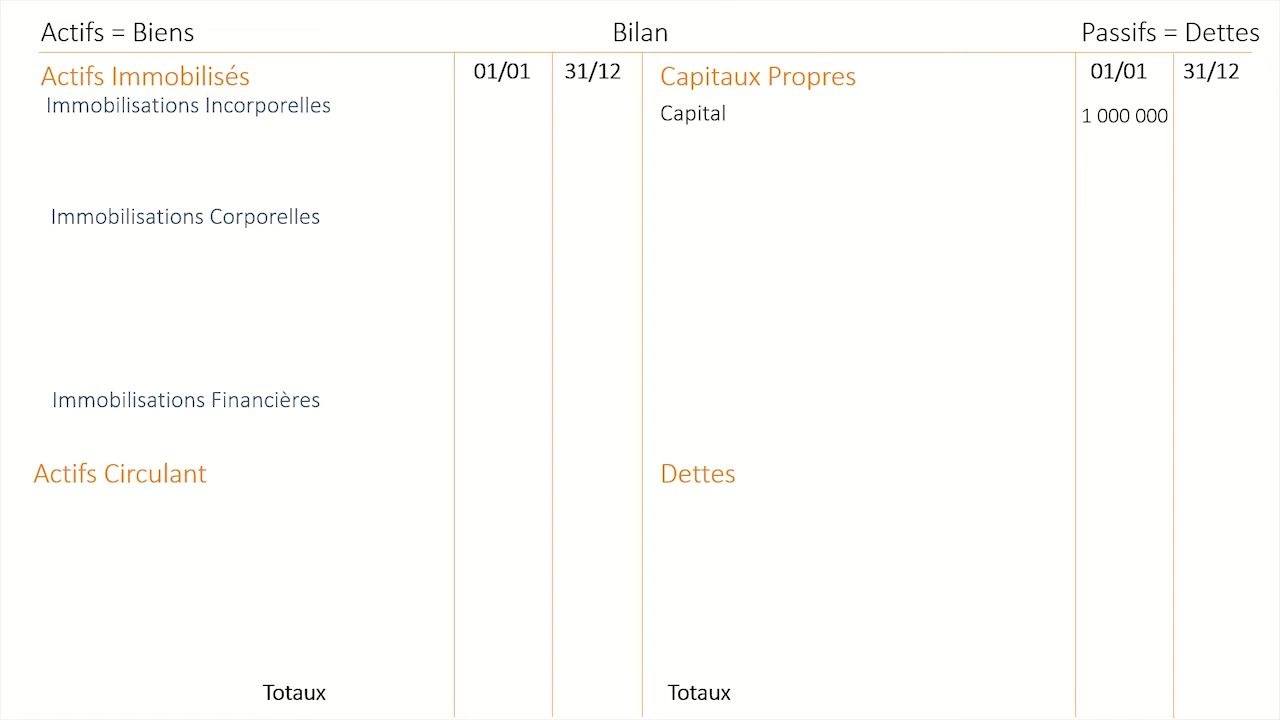 Actifs = Biens Bilan Passifs = Dettes
Actifs Immobilisés 01/01 31/12 Capitaux Propres 01/01 31/12
Immobilisations Incorporelles Capital 1 000 000
Immobilisations Corporelles
Immobilisations Financières
Actifs Circulant Dettes
Totaux Totaux